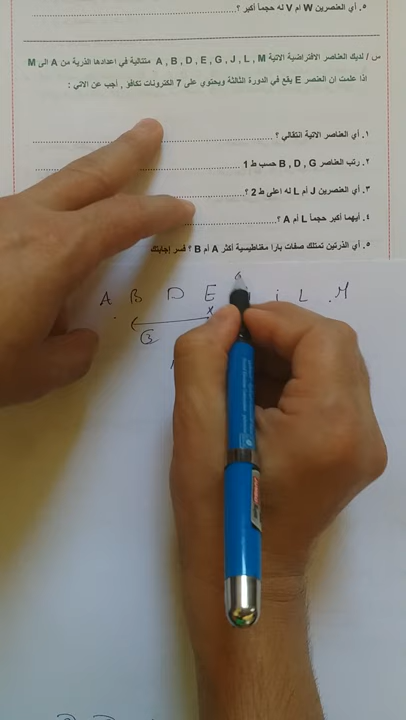 ٥. أي العنصرين W ام V له حجماً أكبر ؟
س / لديك العناصر الافتراضية الاتية A , B , D , E , G , J , L , M متتالية في اعدادها الذرية من A الى M
اذا علمت ان العنصر E يقع في الدورة الثالثة ويحتوي على 7 الكترونات تكافؤ , أجب عن الاتي :
١. أي العناصر الاتية انتقالي ؟
٢. رتب العناصر B , D , G حسب ط 1
٣. أي العنصرين J أم L له اعلى ط 2 ؟
٤. أيهما أكبر حجماً L أم A ؟
٥. أي الذرتين تمتلك صفات بارا مغناطيسية أكثر A أم B ؟ فسر إجابتك
A B D E j L M
3